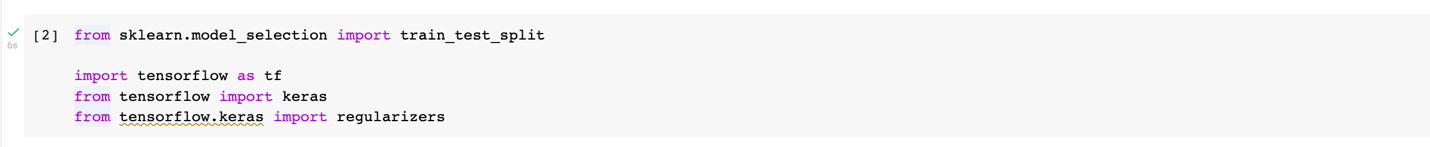 [2] from sklearn.model_selection import train_test_split
6s
import tensorflow as tf
from tensorflow import keras
from tensorflow.keras import regularizers